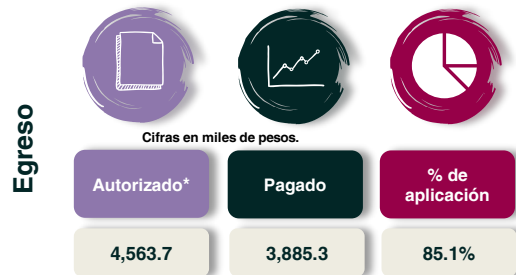 Egreso
Cifras en miles de pesos.
Autorizado*
Pagado
% de
aplicación
4,563.7
3,885.3
85.1%